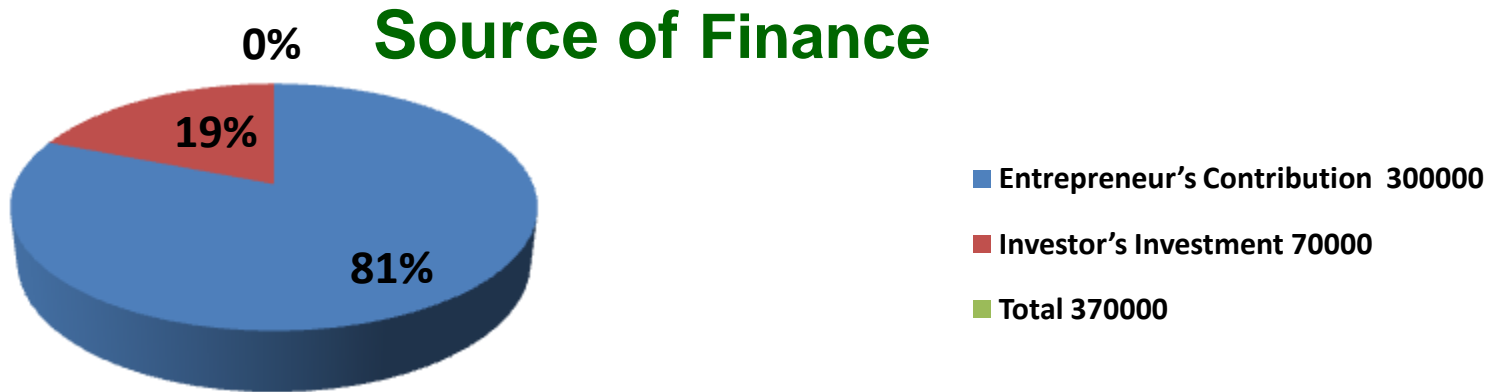 Source of Finance
0%
19%
81%
Entrepreneur’s Contribution  300000
Investor’s Investment 70000
Total 370000